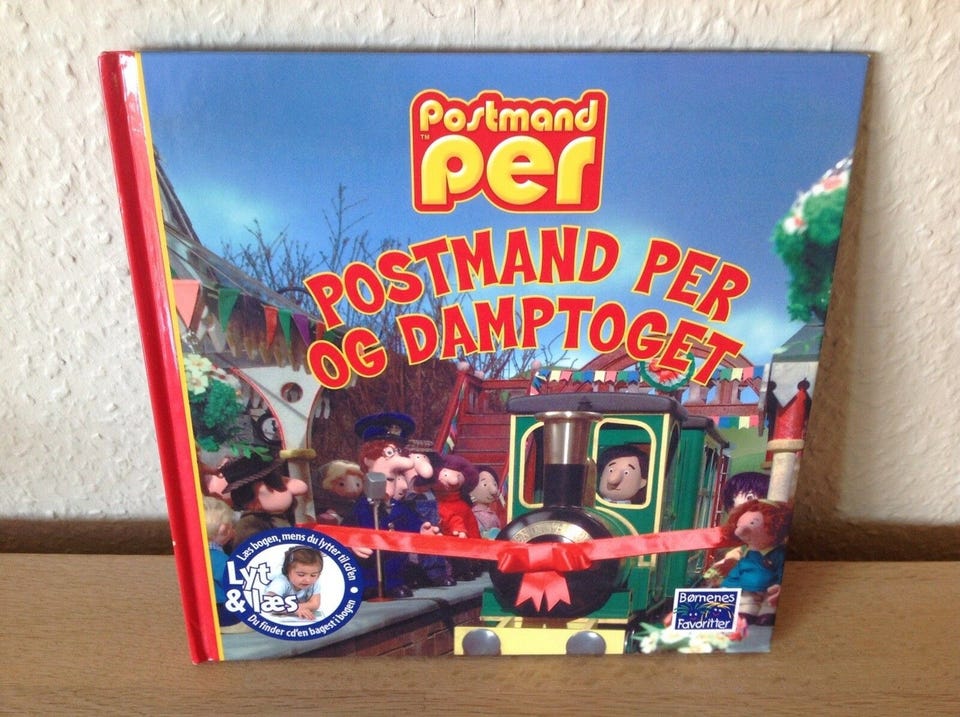 Postmand
™ per
POSTMAND PER
OG DAMPTOGET
Læs bogen, mens du lytter til cd'en
Lyt
& læs
Du finder cd'en bagest i bogen
Børnenes
Favoritter